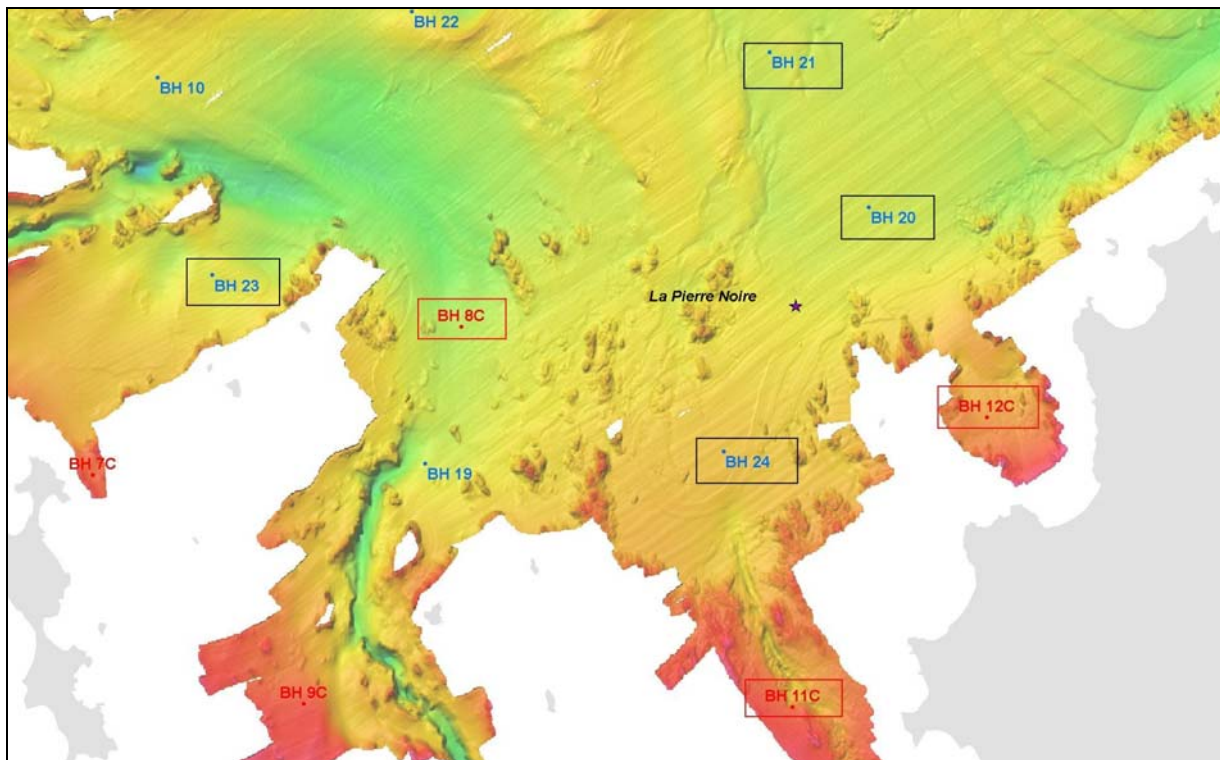 BH 22
BH 21
BH 10
BH 20
BH 23
La Pierre Noire
BH 8C
BH 12C
BH 7C
BH 19
BH 24
BH 9C
BH 11C